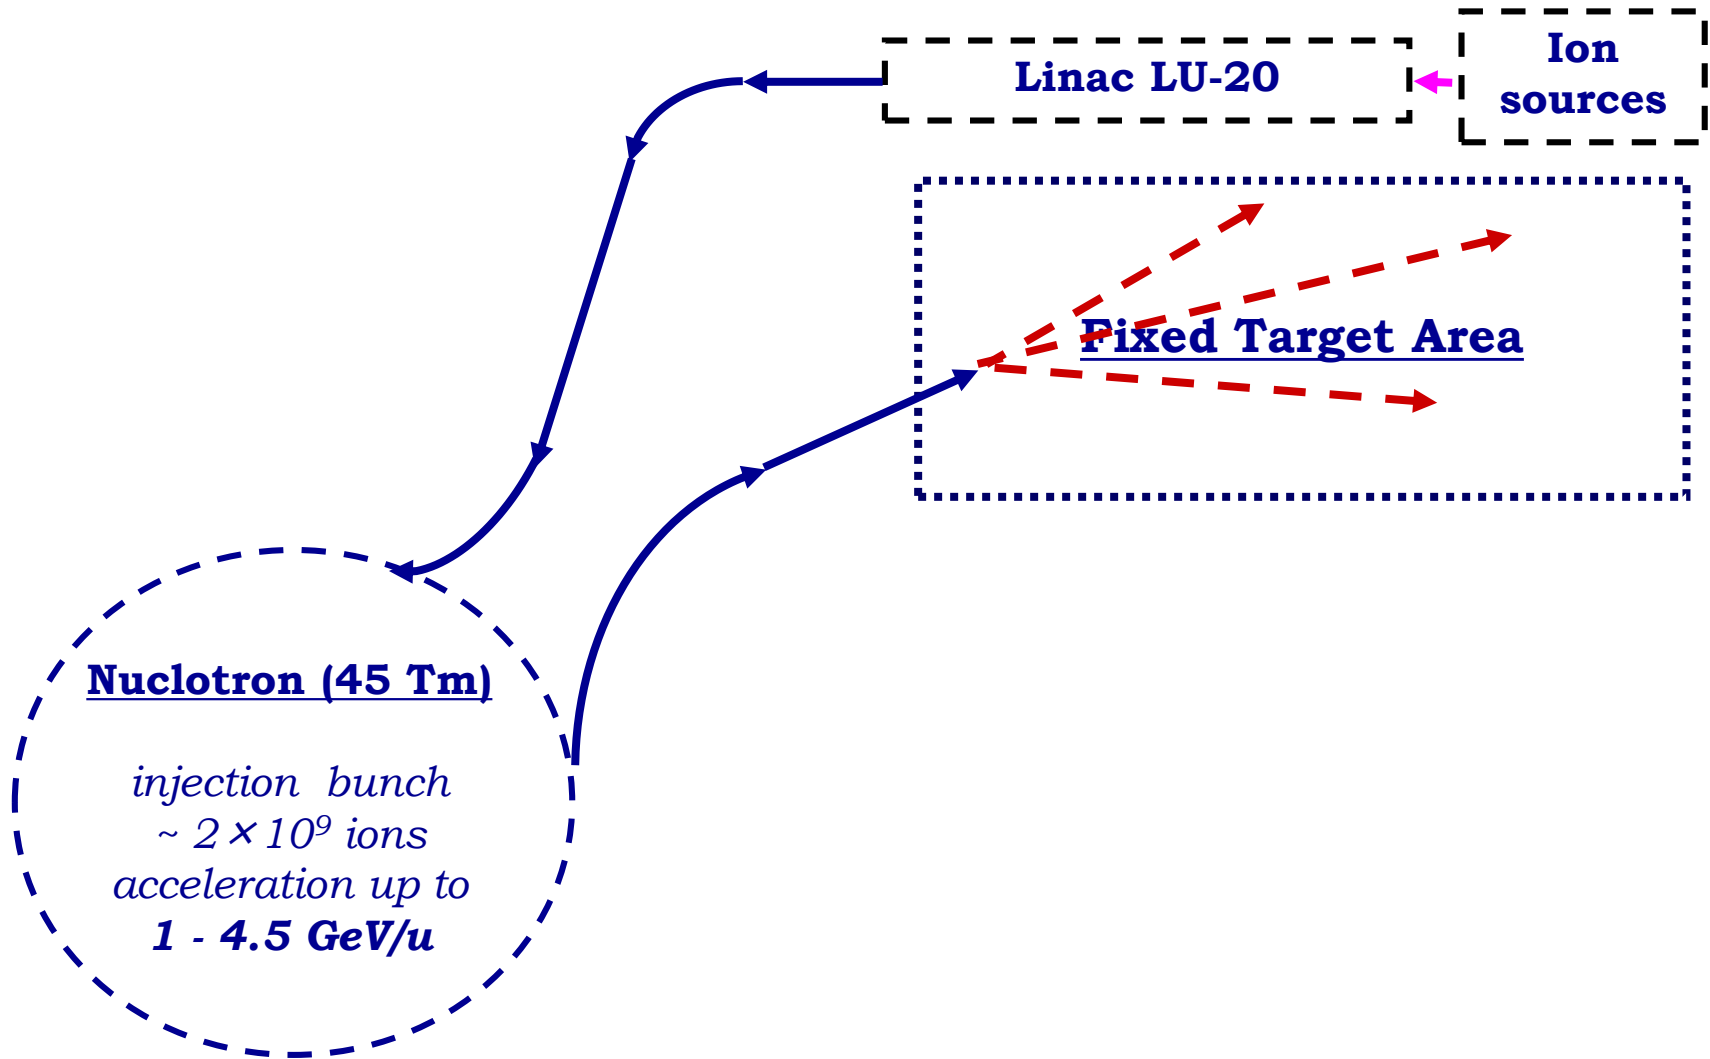 Ion
sources
Linac LU-20
Fixed Target Area
Nuclotron (45 Tm)
injection bunch
~ 2×10⁹ ions
acceleration up to
1 - 4.5 GeV/u